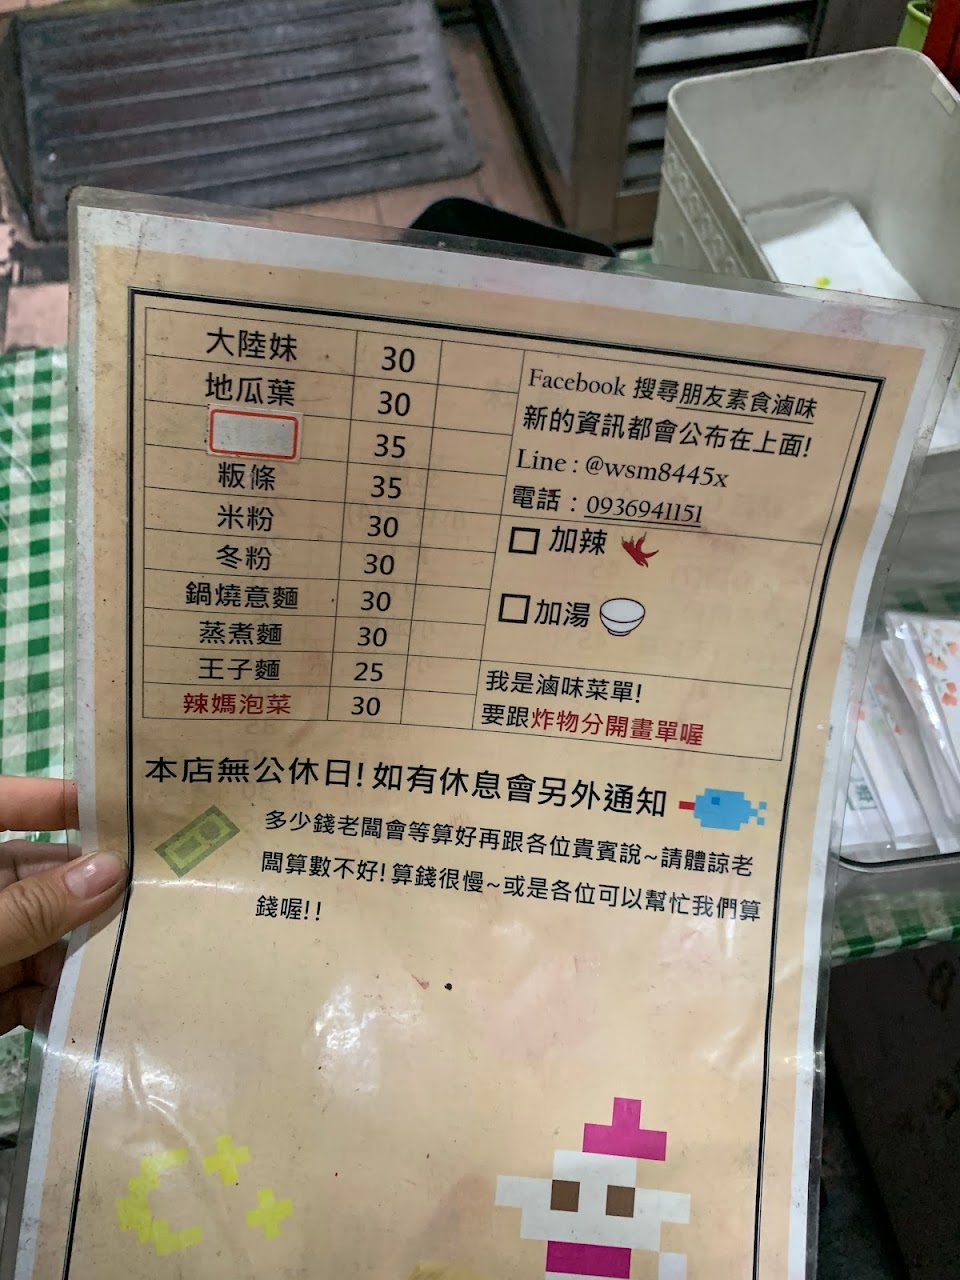 大陸妹 30
地瓜葉 30
35
粄條 35
米粉 30
冬粉 30
鍋燒意麵 30
蒸煮麵 30
王子麵 25
辣媽泡菜 30
Facebook 搜尋朋友素食滷味
新的資訊都會公布在上面!
Line : @wsm8445x
電話：0936941151
加辣
加湯
我是滷味菜單!
要跟炸物分開畫單喔
本店無公休日!如有休息會另外通知
多少錢老闆會等算好再跟各位貴賓說~請體諒老
闆算數不好!算錢很慢~或是各位可以幫忙我們算
錢喔!!